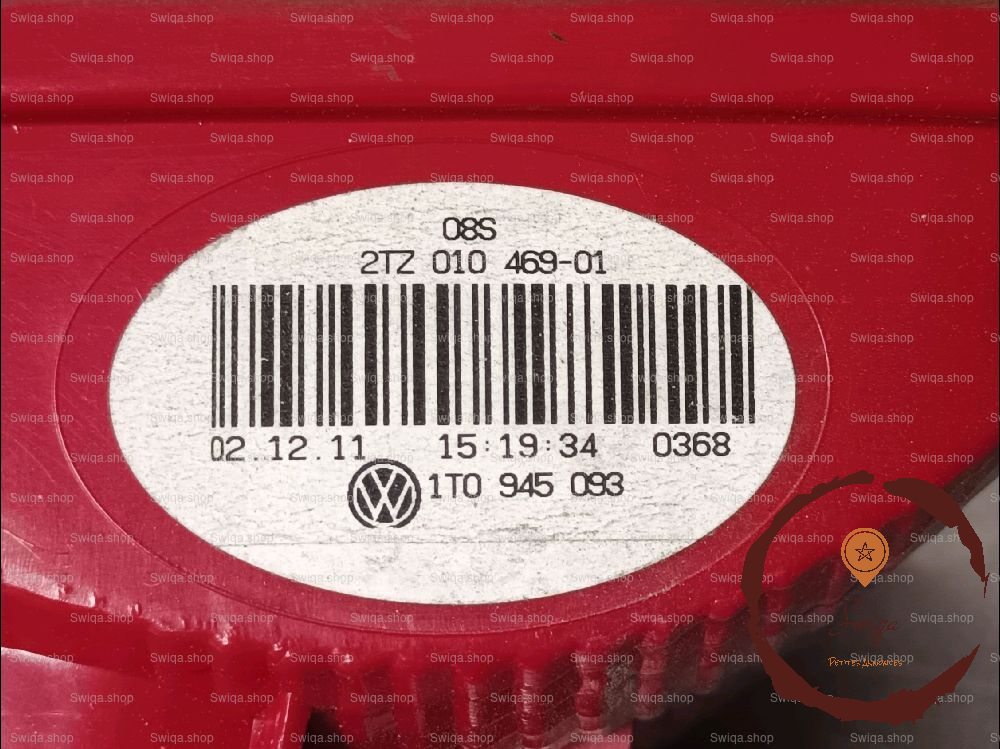 08S
2TZ 010 469-01
02.12.11 15:19:34 0368
1T0 945 093
Swiqa.shop